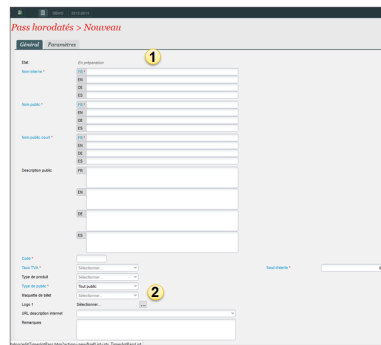 Pass horodatés > Nouveau
Général Paramètres
1
Etat En préparation
Nom interne * FR*
EN
DE
ES
Nom public * FR*
EN
DE
ES
Nom public court * FR*
EN
DE
ES
Description public FR
EN
DE
ES
Code *
Taux TVA * Sélectionner... Seuil d'alerte *
Type de produit Sélectionner...
Type de public * Tout public
Maquette de billet Sélectionner...
2
Logo 1 Sélectionner... ...
URL description internet
Remarques